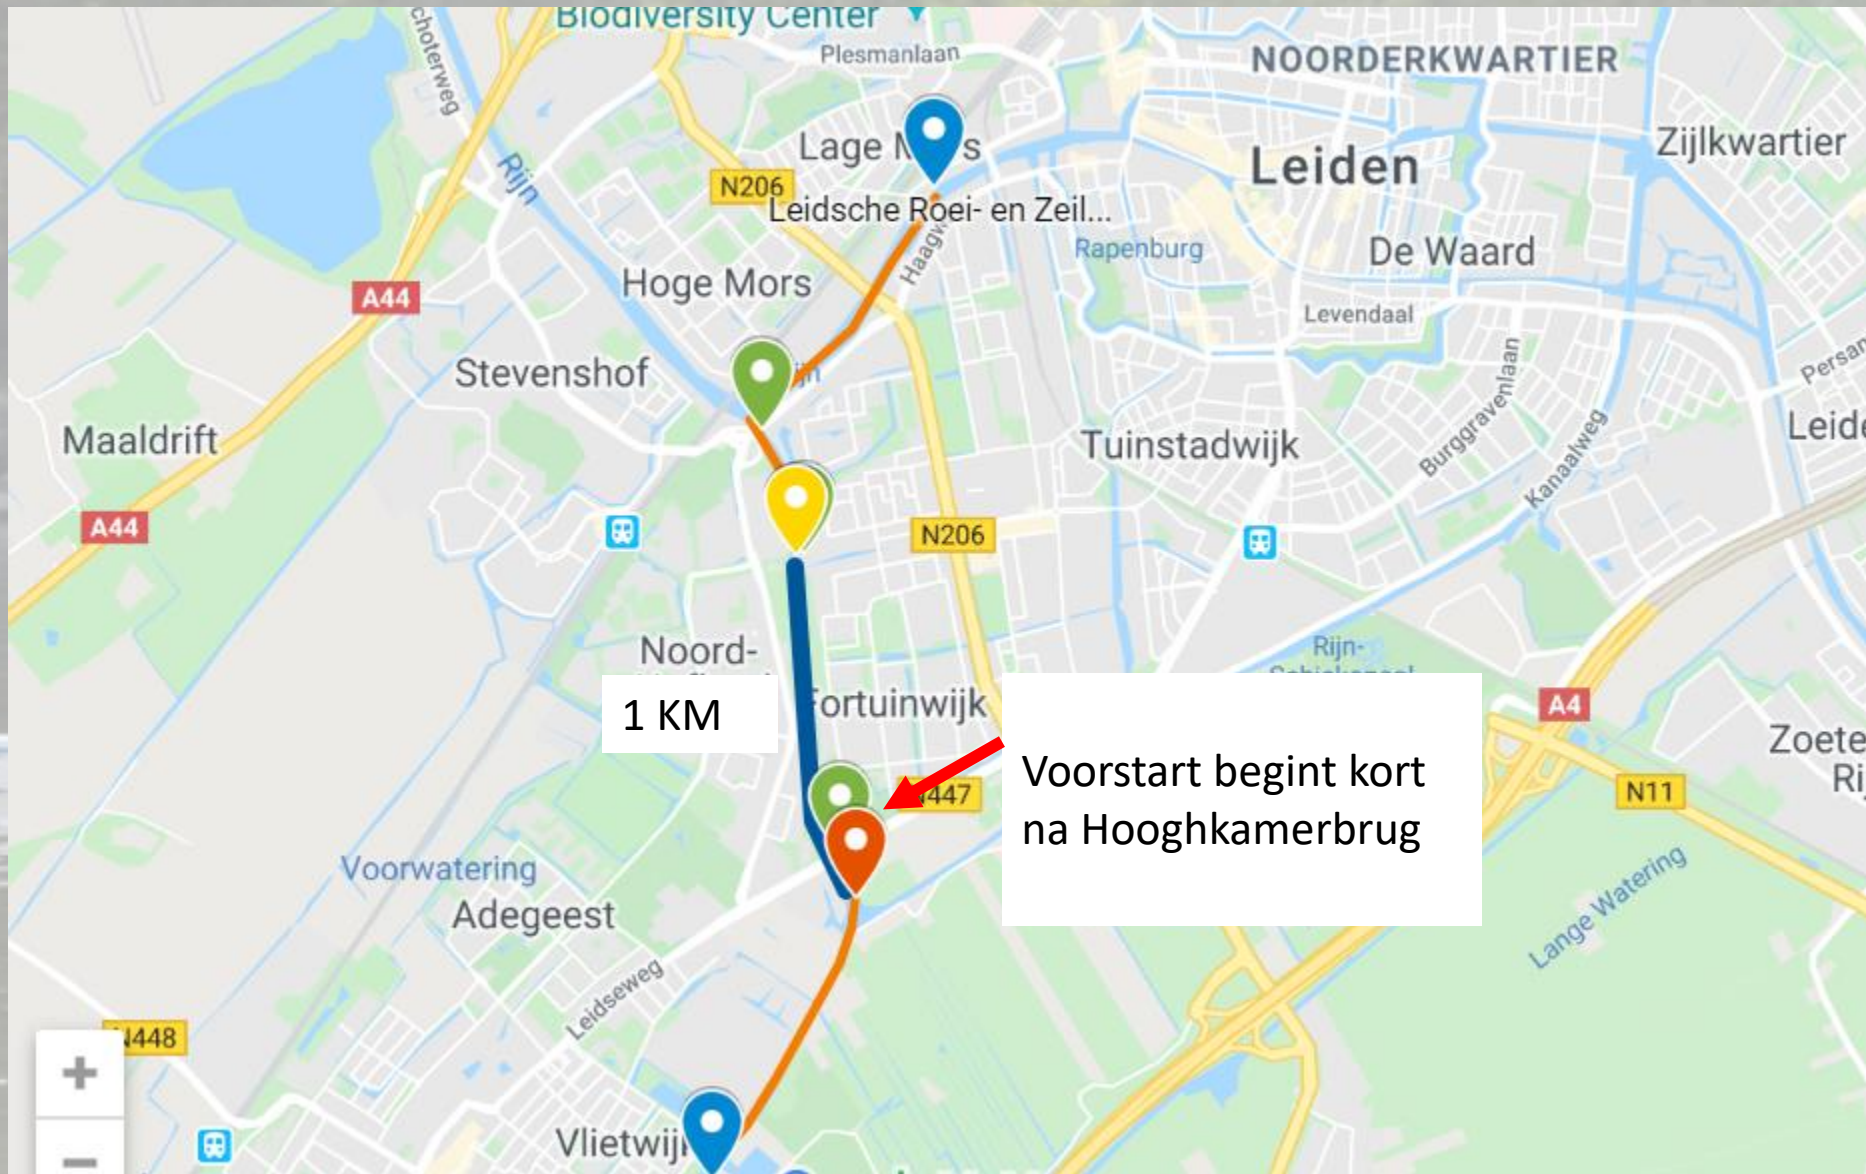 Biodiversity Center
Plesmanlaan
NOORDERKWARTIER
Rijn
Lage
Zijlkwartier
Leiden
N206
Leidsche Roei- en Zeil...
Rapenburg
De Waard
Hoge Mors
A44
Levendaal
Stevenshof
Burggravenlaan
Kanaalweg
Maaldrift
Tuinstadwijk
A44
N206
Noord-
Rijn-
1 KM
ortuinwijk
A4
Voorstart begint kort
na Hooghkamerbrug
447
N11
Voorwatering
Adegeest
Lange Watering
Leidseweg
N448
+
−